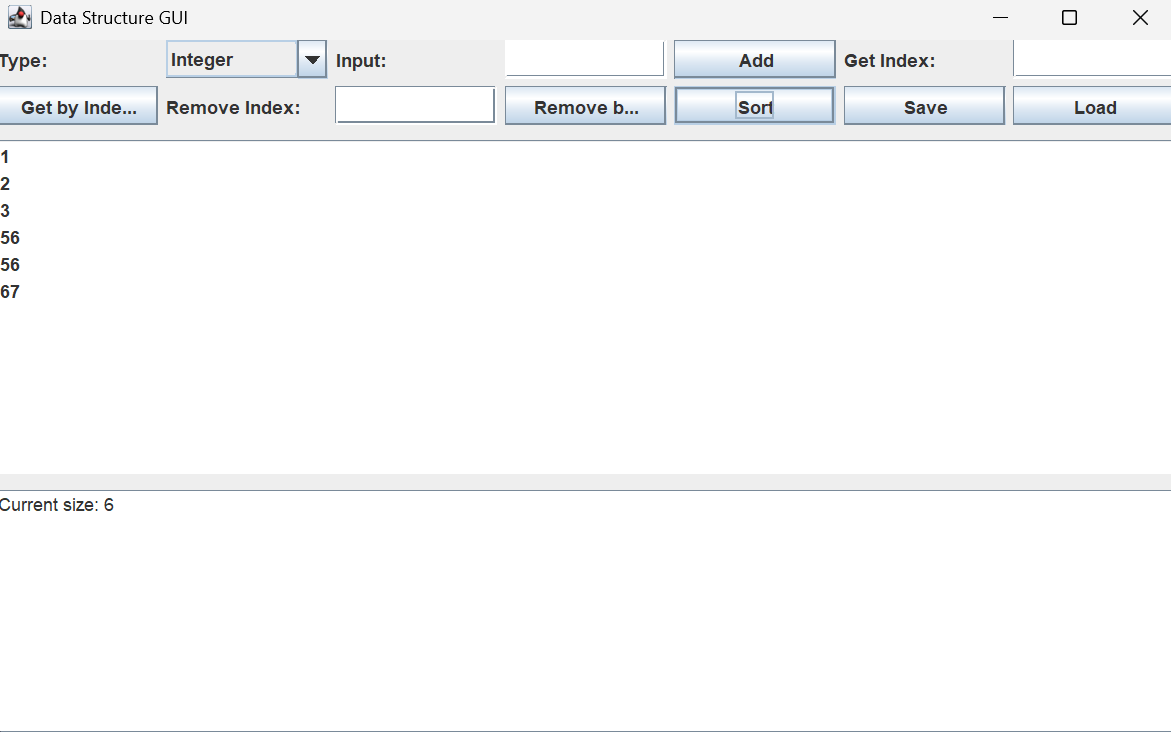 Data Structure GUI
Type: Integer Input: Add Get Index:
Get by Inde... Remove Index: Remove b... Sort Save Load
1
2
3
56
56
67
Current size: 6